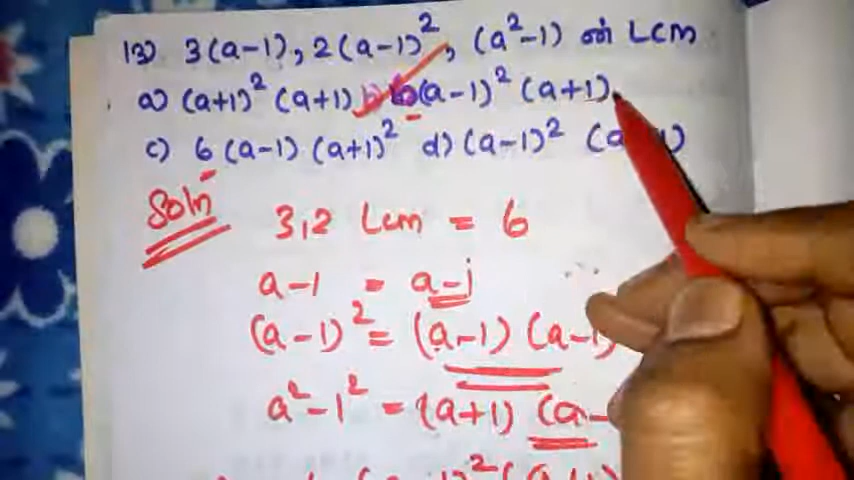 13) 3(a-1), 2(a-1)², (a²-1) ன் LCM
a) (a+1)² (a+1) b) 6(a-1)² (a+1)
c) 6(a-1) (a+1)² d) (a-1)² (a
Soln
3,2 Lcm = 6
a-1 = a-1
(a-1)² = (a-1) (a-1)
a²-1² = (a+1) (a-